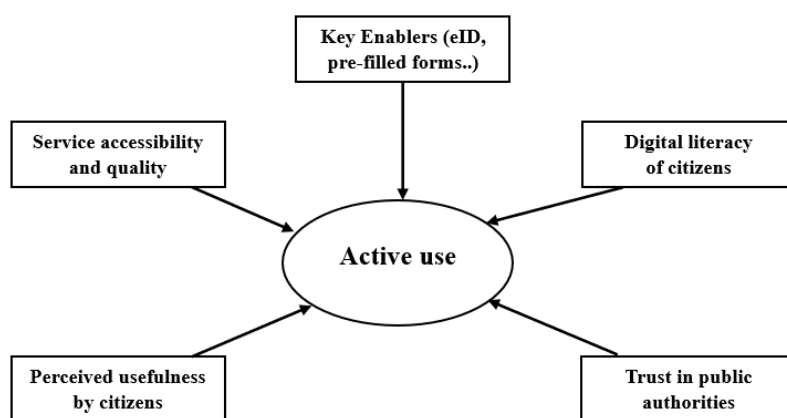 Key Enablers (eID,
pre-filled forms..)
Service accessibility
and quality
Digital literacy
of citizens
Active use
Perceived usefulness
by citizens
Trust in public
authorities